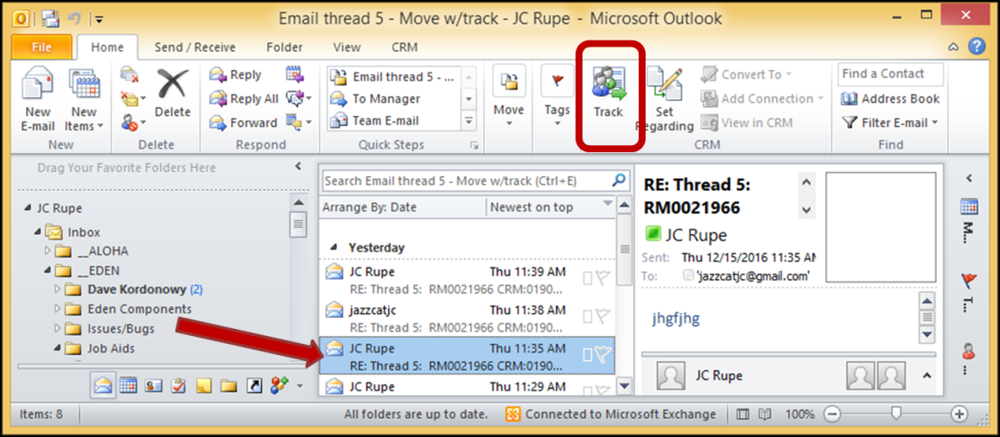 Email thread 5 - Move w/track - JC Rupe - Microsoft Outlook
File Home Send / Receive Folder View CRM
New E-mail
New Items
New
Delete
Delete
Reply
Reply All
Forward
Respond
Email thread 5 - ...
To Manager
Team E-mail
Quick Steps
Move
Tags
Track
Set Regarding
Convert To
Add Connection
View in CRM
CRM
Find a Contact
Address Book
Filter E-mail
Find
Drag Your Favorite Folders Here
JC Rupe
Inbox
__ALOHA
__EDEN
Dave Kordonowy (2)
Eden Components
Issues/Bugs
Job Aids
Search Email thread 5 - Move w/track (Ctrl+E)
Arrange By: Date Newest on top
Yesterday
JC Rupe Thu 11:39 AM
RE: Thread 5: RM0021966 CRM:0190...
jazzcatjc Thu 11:38 AM
RE: Thread 5: RM0021966 CRM:0190...
JC Rupe Thu 11:35 AM
RE: Thread 5: RM0021966 CRM:0190...
JC Rupe Thu 11:29 AM
RE: Thread 5:
RM0021966
JC Rupe
Sent: Thu 12/15/2016 11:35 AM
To: 'jazzcatjc@gmail.com'
jhgfjhg
JC Rupe
M...
T...
Items: 8 All folders are up to date. Connected to Microsoft Exchange 100%